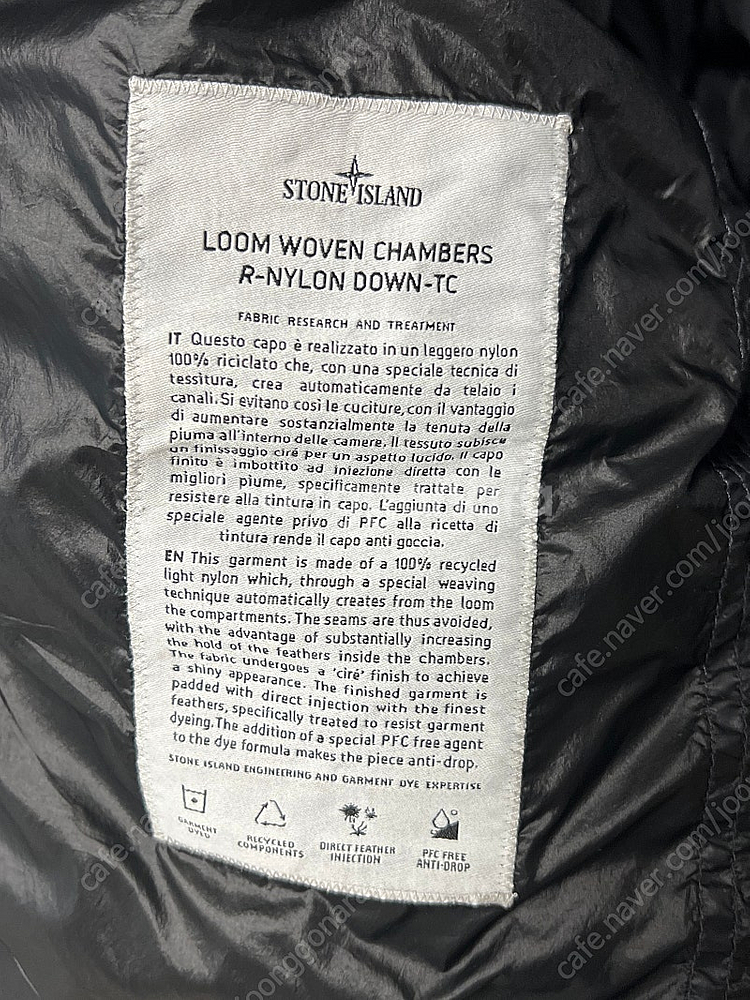 STONE ISLAND
LOOM WOVEN CHAMBERS
R-NYLON DOWN-TC
FABRIC RESEARCH AND TREATMENT
IT Questo capo è realizzato in un leggero nylon
100% riciclato che, con una speciale tecnica di
tessitura, crea automaticamente da telaio i
canali. Si evitano così le cuciture, con il vantaggio
di aumentare sostanzialmente la tenuta della
piuma all'interno delle camere. Il tessuto subisce
un finissaggio ciré per un aspetto lucido. Il capo
finito è imbottito ad iniezione diretta con le
migliori piume, specificamente trattate per
resistere alla tintura in capo. L'aggiunta di uno
speciale agente privo di PFC alla ricetta di
tintura rende il capo anti goccia.
EN This garment is made of a 100% recycled
light nylon which, through a special weaving
technique automatically creates from the loom
the compartments. The seams are thus avoided,
with the advantage of substantially increasing
the hold of the feathers inside the chambers.
The fabric undergoes a 'ciré' finish to achieve
a shiny appearance. The finished garment is
padded with direct injection with the finest
feathers, specifically treated to resist garment
dyeing. The addition of a special PFC free agent
to the dye formula makes the piece anti-drop.
STONE ISLAND ENGINEERING AND GARMENT DYE EXPERTISE
GARMENT
DYED
RECYCLED
COMPONENTS
DIRECT FEATHER
INJECTION
PFC FREE
ANTI-DROP
cafe.naver.com/joonggonara